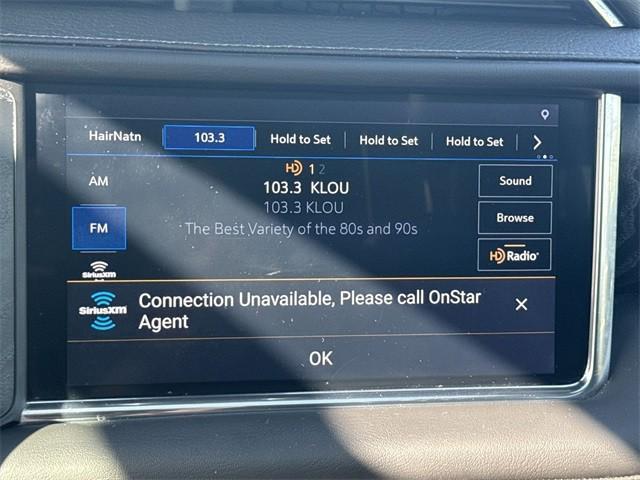 HairNatn 103.3 Hold to Set Hold to Set Hold to Set
HD 1 2
AM
103.3 KLOU
Sound
103.3 KLOU
FM
The Best Variety of the 80s and 90s
Browse
SiriusXM
HD Radio
SiriusXM
Connection Unavailable, Please call OnStar
Agent
OK